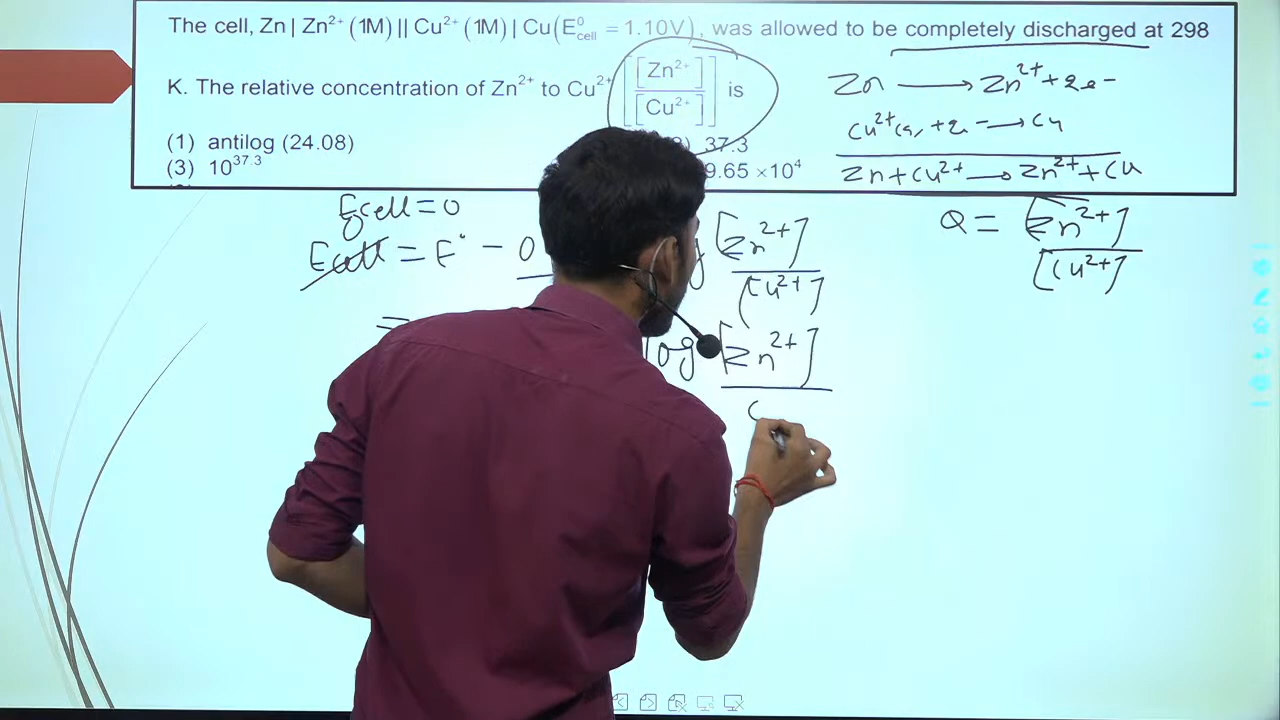 The cell, Zn | Zn²⁺ (1M) || Cu²⁺ (1M) | Cu (E⁰cell = 1.10V), was allowed to be completely discharged at 298
K. The relative concentration of Zn²⁺ to Cu²⁺ [[Zn²⁺]/[Cu²⁺]] is
(1) antilog (24.08)
37.3
(3) 10³⁷·³
9.65 ×10⁴
Zn ⟶ Zn²⁺ + 2e⁻
Cu²⁺ + 2e ⟶ Cu
Zn + Cu²⁺ ⟶ Zn²⁺ + Cu
Ecell = 0
Ecell = E° − 0 [Zn²⁺]/[Cu²⁺]
Q = [Zn²⁺]/[Cu²⁺]
= log [Zn²⁺]